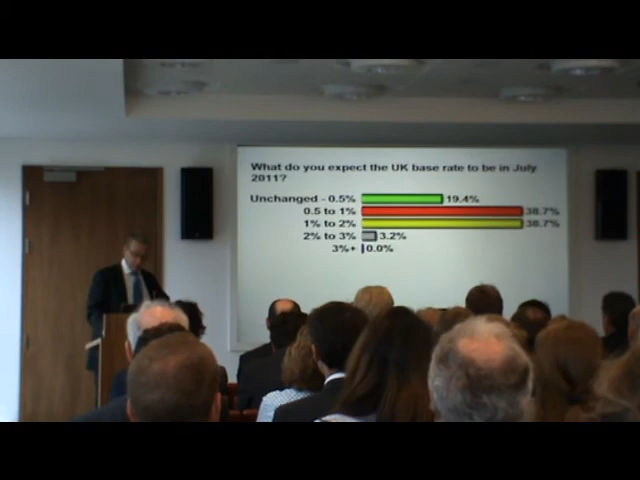 What do you expect the UK base rate to be in July
2011?
Unchanged - 0.5% 19.4%
0.5 to 1% 38.7%
1% to 2% 38.7%
2% to 3% 3.2%
3%+ 0.0%